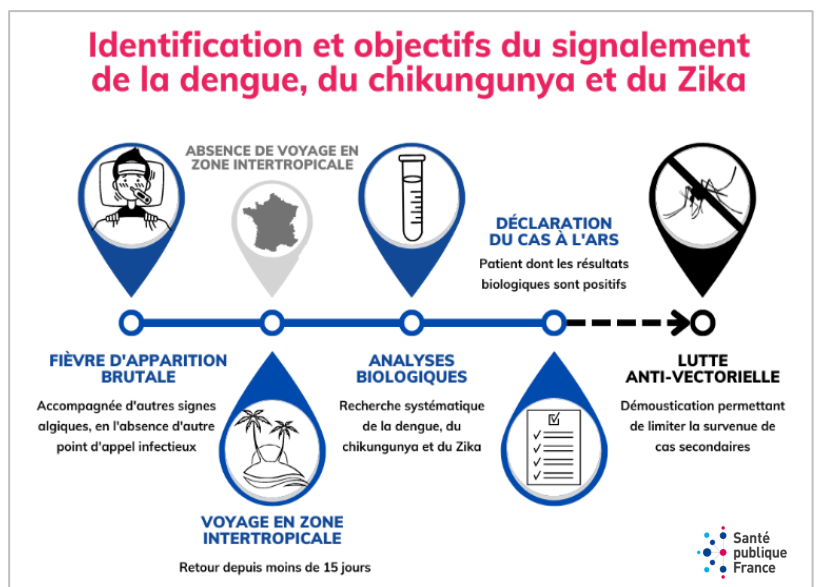 Identification et objectifs du signalement
de la dengue, du chikungunya et du Zika
ABSENCE DE VOYAGE EN
ZONE INTERTROPICALE
DÉCLARATION
DU CAS À L'ARS
Patient dont les résultats
biologiques sont positifs
FIÈVRE D'APPARITION
BRUTALE
Accompagnée d'autres signes
algiques, en l'absence d'autre
point d'appel infectieux
ANALYSES
BIOLOGIQUES
Recherche systématique
de la dengue, du
chikungunya et du Zika
LUTTE
ANTI-VECTORIELLE
Démoustication permettant
de limiter la survenue de
cas secondaires
VOYAGE EN ZONE
INTERTROPICALE
Retour depuis moins de 15 jours
Santé
publique
France